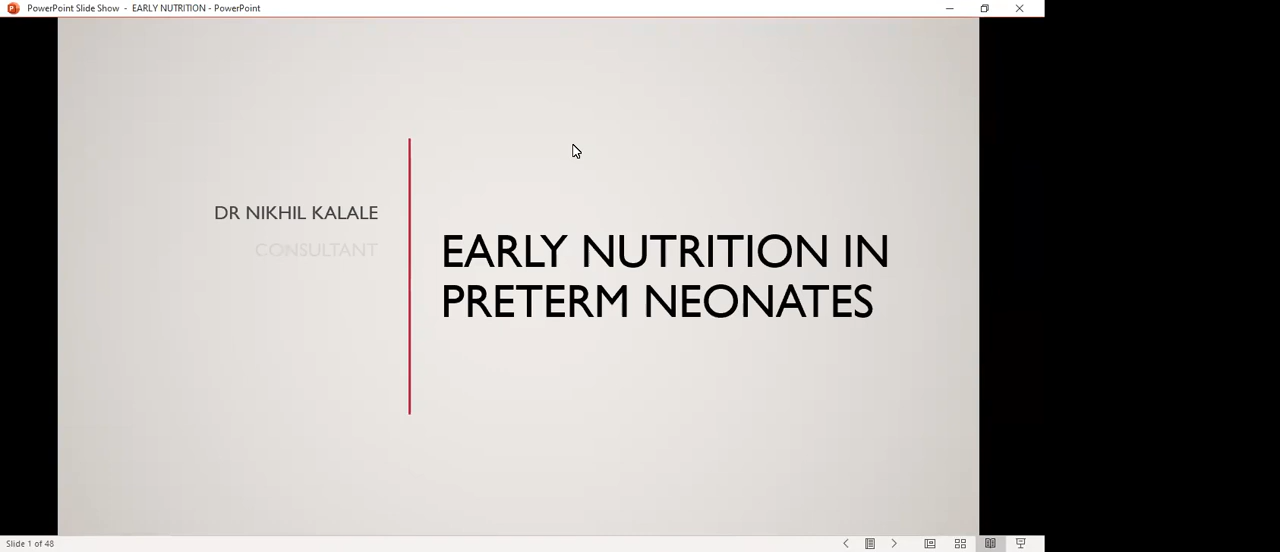 PowerPoint Slide Show - EARLY NUTRITION - PowerPoint
DR NIKHIL KALALE
CONSULTANT
EARLY NUTRITION IN
PRETERM NEONATES
Slide 1 of 48